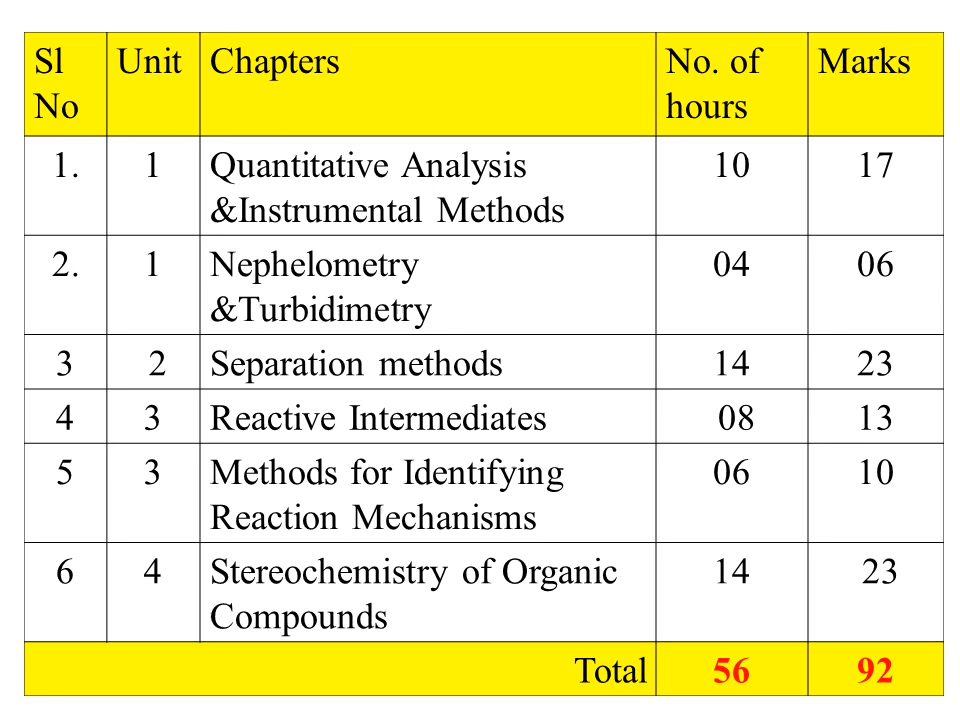 Sl No Unit Chapters No. of hours Marks
1. 1 Quantitative Analysis &Instrumental Methods 10 17
2. 1 Nephelometry &Turbidimetry 04 06
3 2 Separation methods 14 23
4 3 Reactive Intermediates 08 13
5 3 Methods for Identifying Reaction Mechanisms 06 10
6 4 Stereochemistry of Organic Compounds 14 23
Total 56 92